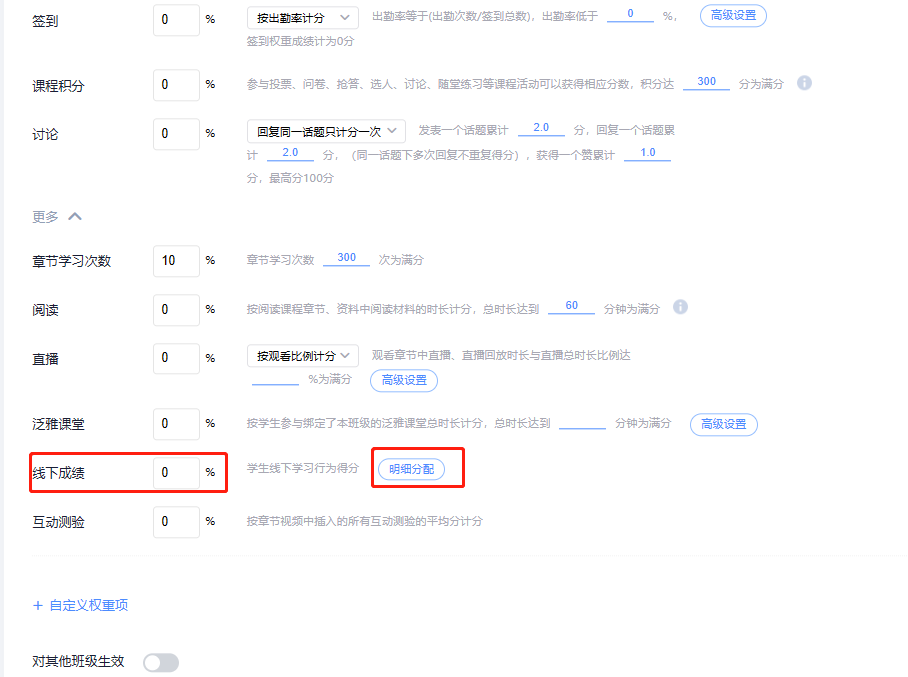 签到 0 % 按出勤率计分 出勤率等于(出勤次数/签到总数)，出勤率低于 0 %， 高级设置
签到权重成绩计为0分
课程积分 0 % 参与投票、问卷、抢答、选人、讨论、随堂练习等课程活动可以获得相应分数，积分达 300 分为满分
讨论 0 % 回复同一话题只计分一次 发表一个话题累计 2.0 分，回复一个话题累
计 2.0 分，（同一话题下多次回复不重复得分），获得一个赞累计 1.0
分，最高分100分
更多
章节学习次数 10 % 章节学习次数 300 次为满分
阅读 0 % 按阅读课程章节、资料中阅读材料的时长计分，总时长达到 60 分钟为满分
直播 0 % 按观看比例计分 观看章节中直播、直播回放时长与直播总时长比例达
%为满分 高级设置
泛雅课堂 0 % 按学生参与绑定了本班级的泛雅课堂总时长计分，总时长达到 分钟为满分 高级设置
线下成绩 0 % 学生线下学习行为得分 明细分配
互动测验 0 % 按章节视频中插入的所有互动测验的平均分计分
+ 自定义权重项
对其他班级生效